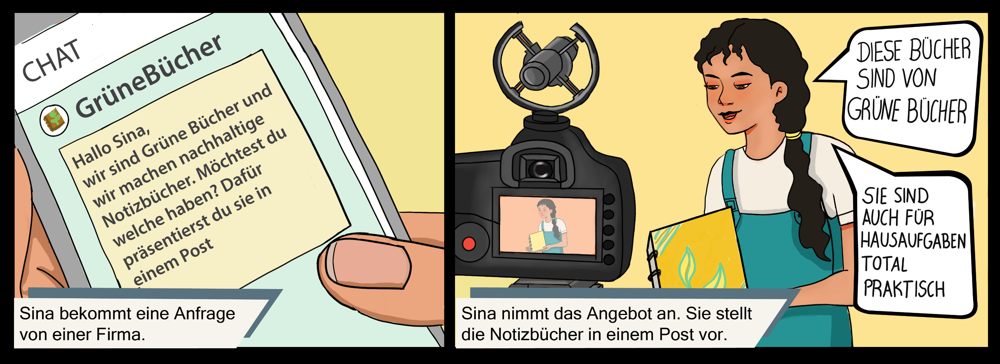 CHAT
GrüneBücher
Hallo Sina,
wir sind Grüne Bücher und
wir machen nachhaltige
Notizbücher. Möchtest du
welche haben? Dafür
präsentierst du sie in
einem Post
Sina bekommt eine Anfrage
von einer Firma.
DIESE BÜCHER
SIND VON
GRÜNE BÜCHER
SIE SIND
AUCH FÜR
HAUSAUFGABEN
TOTAL
PRAKTISCH
Sina nimmt das Angebot an. Sie stellt
die Notizbücher in einem Post vor.